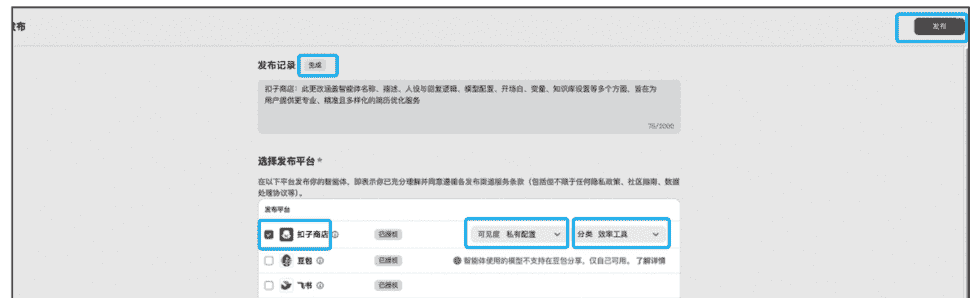 发布
发布
发布记录 生成
扣子商店：此更改涵盖智能体名称、描述、人设与回复逻辑、模型配置、开场白、变量、知识库设置等多个方面，旨在为
用户提供更专业、精准且多样化的简历优化服务
75/2000
选择发布平台 *
在以下平台发布你的智能体，即表示你已充分理解并同意遵循各发布渠道服务条款（包括但不限于任何隐私政策、社区指南、数据
处理协议等）。
发布平台
扣子商店 已授权 可见度 私有配置 分类 效率工具
豆包 已授权 智能体使用的模型不支持在豆包分享，仅自己可用。 了解详情
飞书 已授权